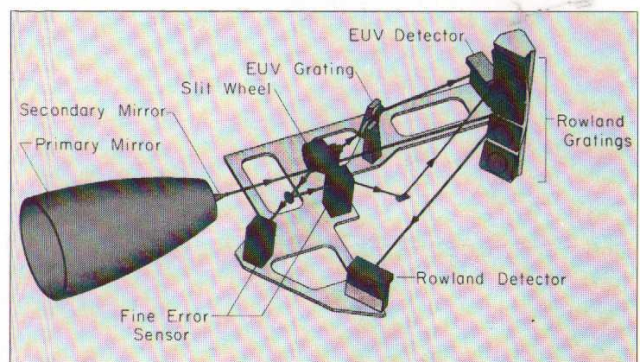 EUV Detector
EUV Grating
Slit Wheel
Secondary Mirror
Primary Mirror
Rowland
Gratings
Rowland Detector
Fine Error
Sensor